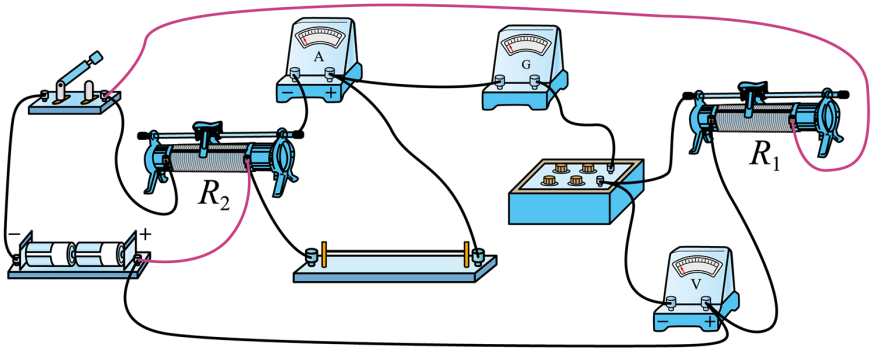 A
− +
G
R₁
R₂
− +
V
− +